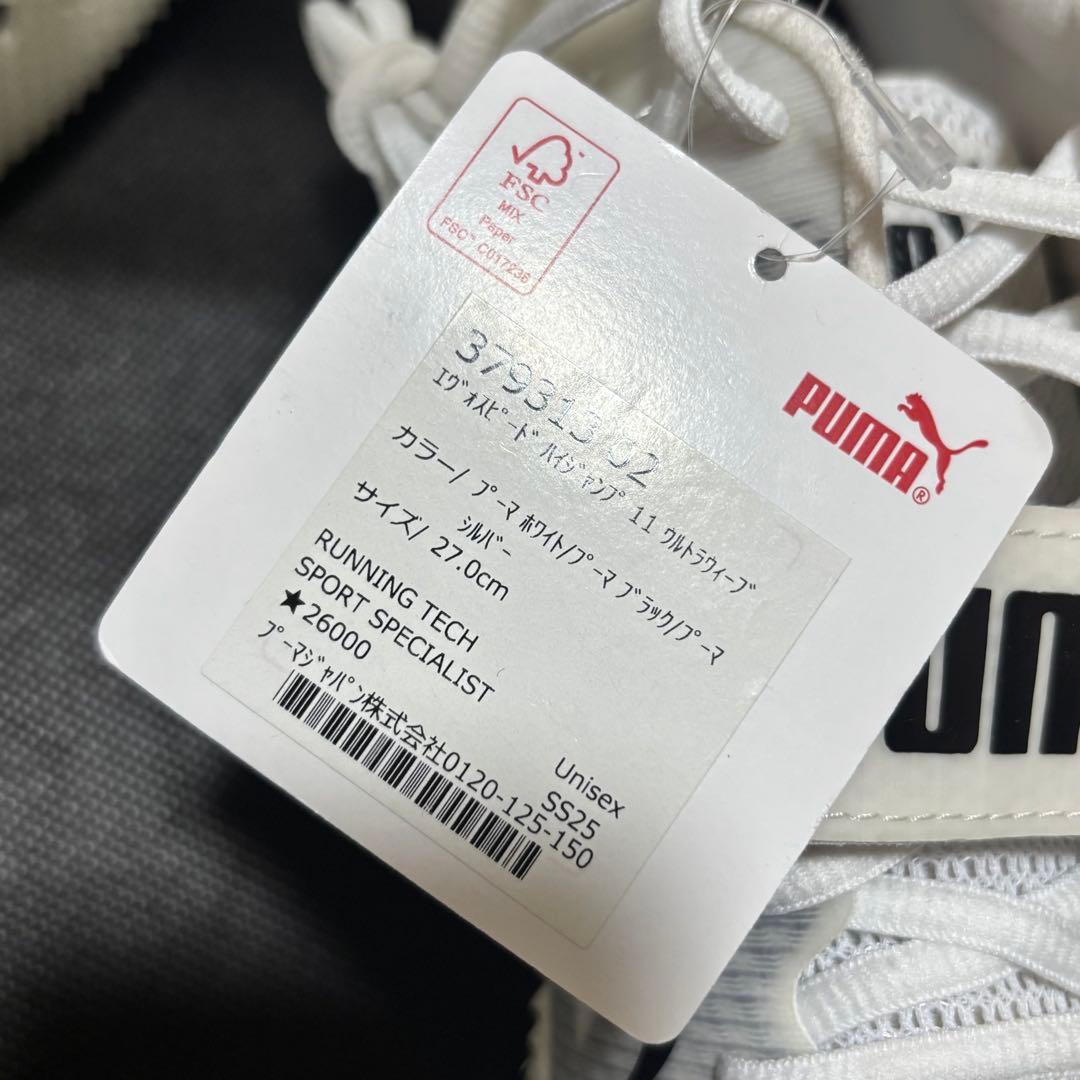 FSC
MIX
Paper
FSC™ C017236
PUMA®
379313 02
ｴｳﾞｫｽﾋﾟｰﾄﾞ ﾊｲｼﾞｬﾝﾌﾟ 11 ｳﾙﾄﾗｳｨｰﾌﾞ
カラー/ ﾌﾟｰﾏ ﾎﾜｲﾄ/ﾌﾟｰﾏ ﾌﾞﾗｯｸ/ﾌﾟｰﾏ
ｼﾙﾊﾞｰ
サイズ/ 27.0cm
RUNNING TECH
SPORT SPECIALIST
★26000
Unisex
SS25
ﾌﾟｰﾏｼﾞｬﾊﾟﾝ株式会社0120-125-150